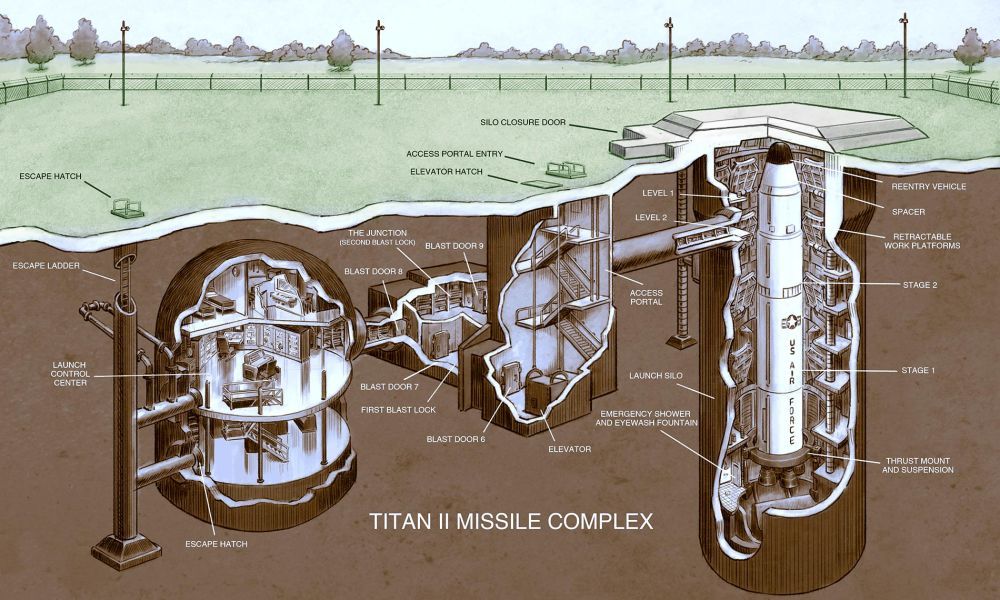 SILO CLOSURE DOOR
ACCESS PORTAL ENTRY
ELEVATOR HATCH
ESCAPE HATCH
LEVEL 1
REENTRY VEHICLE
SPACER
LEVEL 2
THE JUNCTION
(SECOND BLAST LOCK)
BLAST DOOR 9
RETRACTABLE
WORK PLATFORMS
ESCAPE LADDER
BLAST DOOR 8
STAGE 2
ACCESS
PORTAL
US AIR FORCE
LAUNCH
CONTROL
CENTER
BLAST DOOR 7
LAUNCH SILO
STAGE 1
FIRST BLAST LOCK
EMERGENCY SHOWER
AND EYEWASH FOUNTAIN
BLAST DOOR 6
ELEVATOR
THRUST MOUNT
AND SUSPENSION
TITAN II MISSILE COMPLEX
ESCAPE HATCH